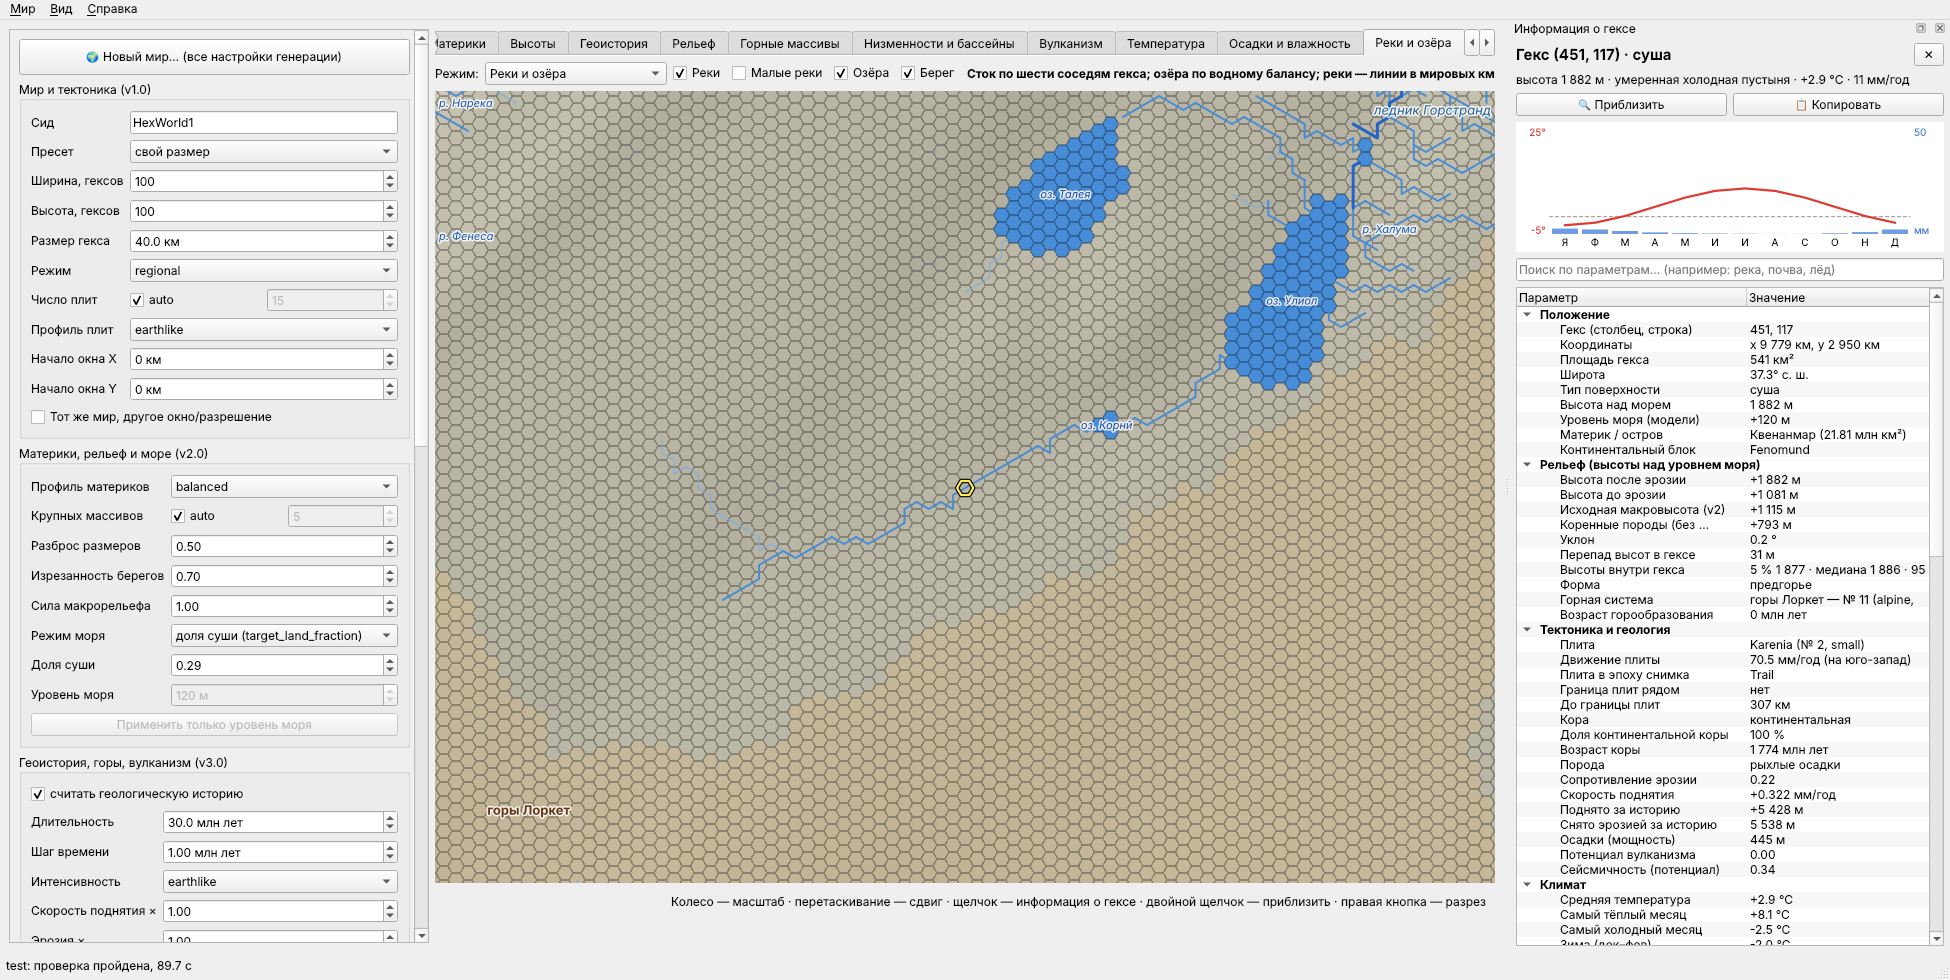 Мир Вид Справка
Новый мир... (все настройки генерации)
Мир и тектоника (v1.0)
Сид HexWorld1
Пресет свой размер
Ширина, гексов 100
Высота, гексов 100
Размер гекса 40.0 км
Режим regional
Число плит auto 15
Профиль плит earthlike
Начало окна X 0 км
Начало окна Y 0 км
Тот же мир, другое окно/разрешение
Материки, рельеф и море (v2.0)
Профиль материков balanced
Крупных массивов auto 5
Разброс размеров 0.50
Изрезанность берегов 0.70
Сила макрорельефа 1.00
Режим моря доля суши (target_land_fraction)
Доля суши 0.29
Уровень моря 120 м
Применить только уровень моря
Геоистория, горы, вулканизм (v3.0)
считать геологическую историю
Длительность 30.0 млн лет
Шаг времени 1.00 млн лет
Интенсивность earthlike
Скорость поднятия × 1.00
Эрозия × 1.00
test: проверка пройдена, 89.7 с
атерики Высоты Геоистория Рельеф Горные массивы Низменности и бассейны Вулканизм Температура Осадки и влажность Реки и озёра
Режим: Реки и озёра Реки Малые реки Озёра Берег Сток по шести соседям гекса; озёра по водному балансу; реки — линии в мировых км
р. Нарека
ледник Горстранд
оз. Талея
р. Фенеса
р. Халума
оз. Улиол
оз. Корни
горы Лоркет
Колесо — масштаб · перетаскивание — сдвиг · щелчок — информация о гексе · двойной щелчок — приблизить · правая кнопка — разрез
Информация о гексе
Гекс (451, 117) · суша
высота 1 882 м · умеренная холодная пустыня · +2.9 °C · 11 мм/год
Приблизить Копировать
25° 50
-5° мм
Я Ф М А М И И А С О Н Д
Поиск по параметрам... (например: река, почва, лёд)
Параметр Значение
Положение
Гекс (столбец, строка) 451, 117
Координаты x 9 779 км, y 2 950 км
Площадь гекса 541 км²
Широта 37.3° с. ш.
Тип поверхности суша
Высота над морем 1 882 м
Уровень моря (модели) +120 м
Материк / остров Квенанмар (21.81 млн км²)
Континентальный блок Fenomund
Рельеф (высоты над уровнем моря)
Высота после эрозии +1 882 м
Высота до эрозии +1 081 м
Исходная макровысота (v2) +1 115 м
Коренные породы (без ... +793 м
Уклон 0.2 °
Перепад высот в гексе 31 м
Высоты внутри гекса 5 % 1 877 · медиана 1 886 · 95
Форма предгорье
Горная система горы Лоркет — № 11 (alpine,
Возраст горообразования 0 млн лет
Тектоника и геология
Плита Karenia (№ 2, small)
Движение плиты 70.5 мм/год (на юго-запад)
Плита в эпоху снимка Trail
Граница плит рядом нет
До границы плит 307 км
Кора континентальная
Доля континентальной коры 100 %
Возраст коры 1 774 млн лет
Порода рыхлые осадки
Сопротивление эрозии 0.22
Скорость поднятия +0.322 мм/год
Поднято за историю +5 428 м
Снято эрозией за историю 5 538 м
Осадки (мощность) 445 м
Потенциал вулканизма 0.00
Сейсмичность (потенциал) 0.34
Климат
Средняя температура +2.9 °C
Самый тёплый месяц +8.1 °C
Самый холодный месяц -2.5 °C
Зима (дек–фев) -2.0 °C